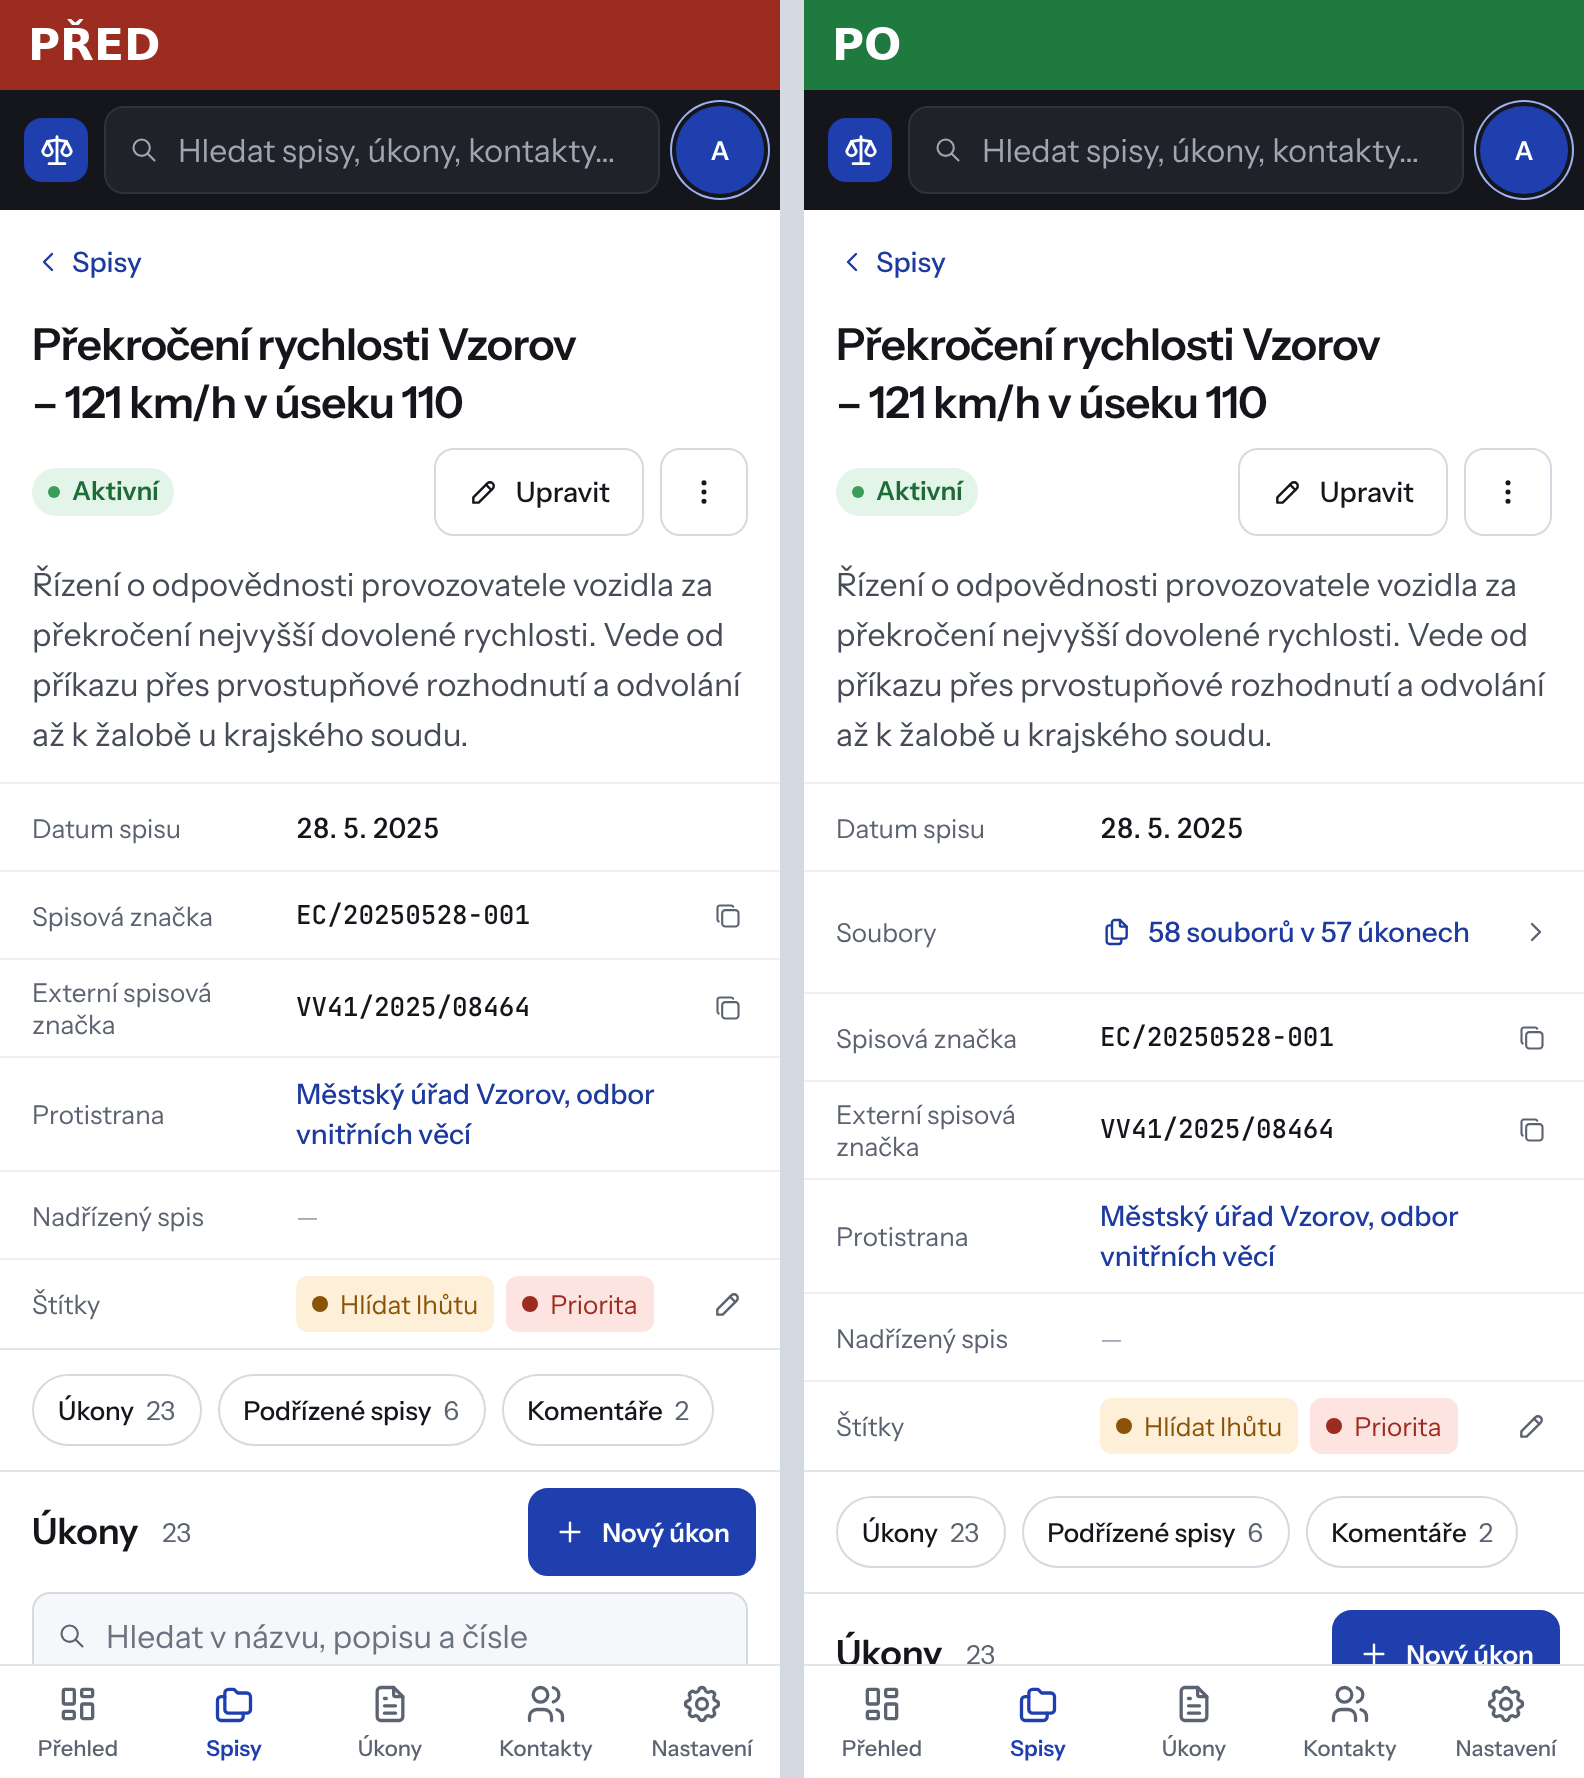 PŘED
Hledat spisy, úkony, kontakty...
A
Spisy
Překročení rychlosti Vzorov
– 121 km/h v úseku 110
Aktivní
Upravit
Řízení o odpovědnosti provozovatele vozidla za
překročení nejvyšší dovolené rychlosti. Vede od
příkazu přes prvostupňové rozhodnutí a odvolání
až k žalobě u krajského soudu.
Datum spisu 28. 5. 2025
Spisová značka EC/20250528-001
Externí spisová
značka
VV41/2025/08464
Protistrana
Městský úřad Vzorov, odbor
vnitřních věcí
Nadřízený spis —
Štítky Hlídat lhůtu Priorita
Úkony 23 Podřízené spisy 6 Komentáře 2
Úkony 23 Nový úkon
Hledat v názvu, popisu a čísle
Přehled Spisy Úkony Kontakty Nastavení
PO
Hledat spisy, úkony, kontakty...
A
Spisy
Překročení rychlosti Vzorov
– 121 km/h v úseku 110
Aktivní
Upravit
Řízení o odpovědnosti provozovatele vozidla za
překročení nejvyšší dovolené rychlosti. Vede od
příkazu přes prvostupňové rozhodnutí a odvolání
až k žalobě u krajského soudu.
Datum spisu 28. 5. 2025
Soubory 58 souborů v 57 úkonech
Spisová značka EC/20250528-001
Externí spisová
značka
VV41/2025/08464
Protistrana
Městský úřad Vzorov, odbor
vnitřních věcí
Nadřízený spis —
Štítky Hlídat lhůtu Priorita
Úkony 23 Podřízené spisy 6 Komentáře 2
Úkony 23 Nový úkon
Přehled Spisy Úkony Kontakty Nastavení